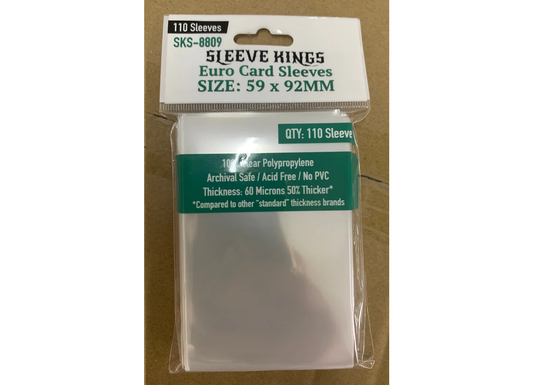 110 Sleeves
SKS-8809
SLEEVE KINGS
Euro Card Sleeves
SIZE: 59 x 92MM
QTY: 110 Sleeve
Clear Polypropylene
Archival Safe / Acid Free / No PVC
Thickness: 60 Microns 50% Thicker*
*Compared to other "standard" thickness brands